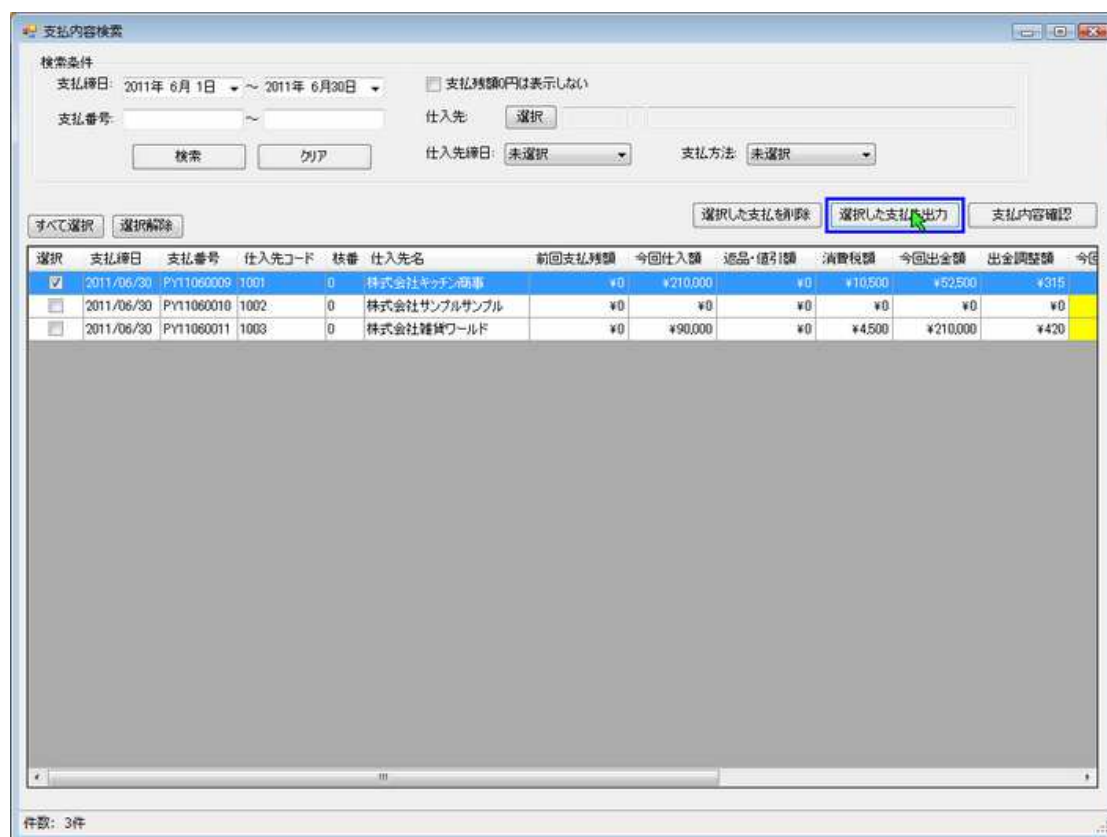 支払内容検索
検索条件
支払締日: 2011年 6月 1日 ～ 2011年 6月30日 支払残額0円は表示しない
支払番号: ～ 仕入先: 選択
検索 クリア 仕入先締日: 未選択 支払方法: 未選択
すべて選択 選択解除 選択した支払を削除 選択した支払を出力 支払内容確認
選択 支払締日 支払番号 仕入先コード 枝番 仕入先名 前回支払残額 今回仕入額 返品・値引額 消費税額 今回出金額 出金調整額 今回
2011/06/30 PY11060009 1001 0 株式会社キッチン商事 ¥0 ¥210,000 ¥0 ¥10,500 ¥52,500 ¥315
2011/06/30 PY11060010 1002 0 株式会社サンプルサンプル ¥0 ¥0 ¥0 ¥0 ¥0 ¥0
2011/06/30 PY11060011 1003 0 株式会社雑貨ワールド ¥0 ¥90,000 ¥0 ¥4,500 ¥210,000 ¥420
件数: 3件